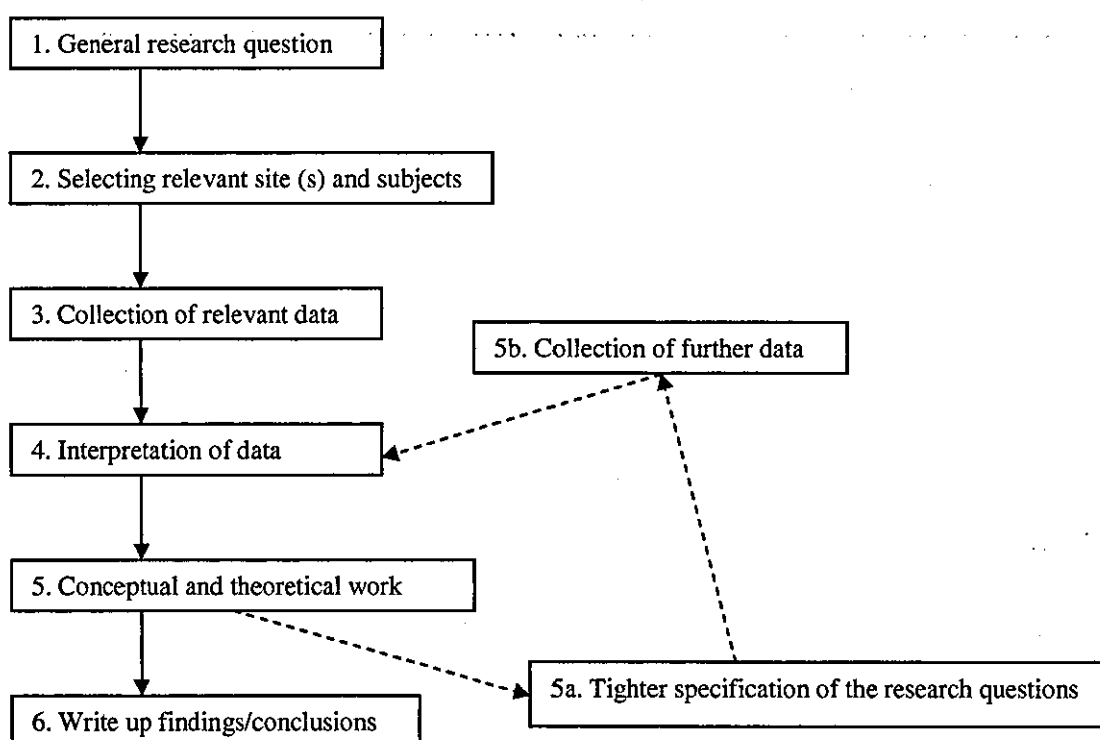 1. General research question
2. Selecting relevant site (s) and subjects
3. Collection of relevant data
5b. Collection of further data
4. Interpretation of data
5. Conceptual and theoretical work
5a. Tighter specification of the research questions
6. Write up findings/conclusions